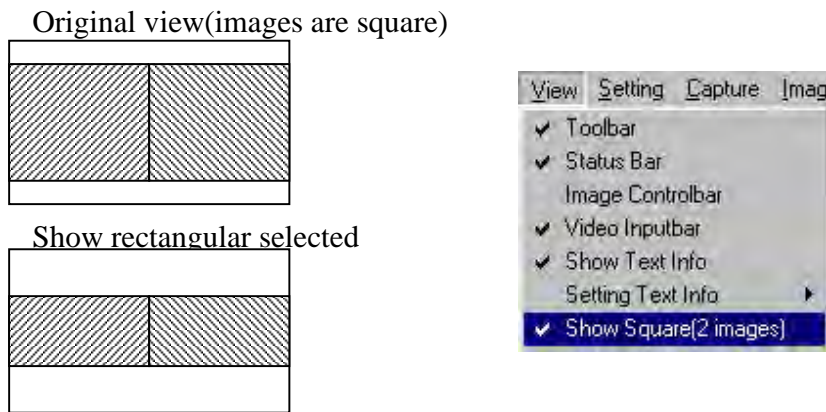 Original view(images are square)
Show rectangular selected
View Setting Capture Imag
Toolbar
Status Bar
Image Controlbar
Video Inputbar
Show Text Info
Setting Text Info
Show Square(2 images)